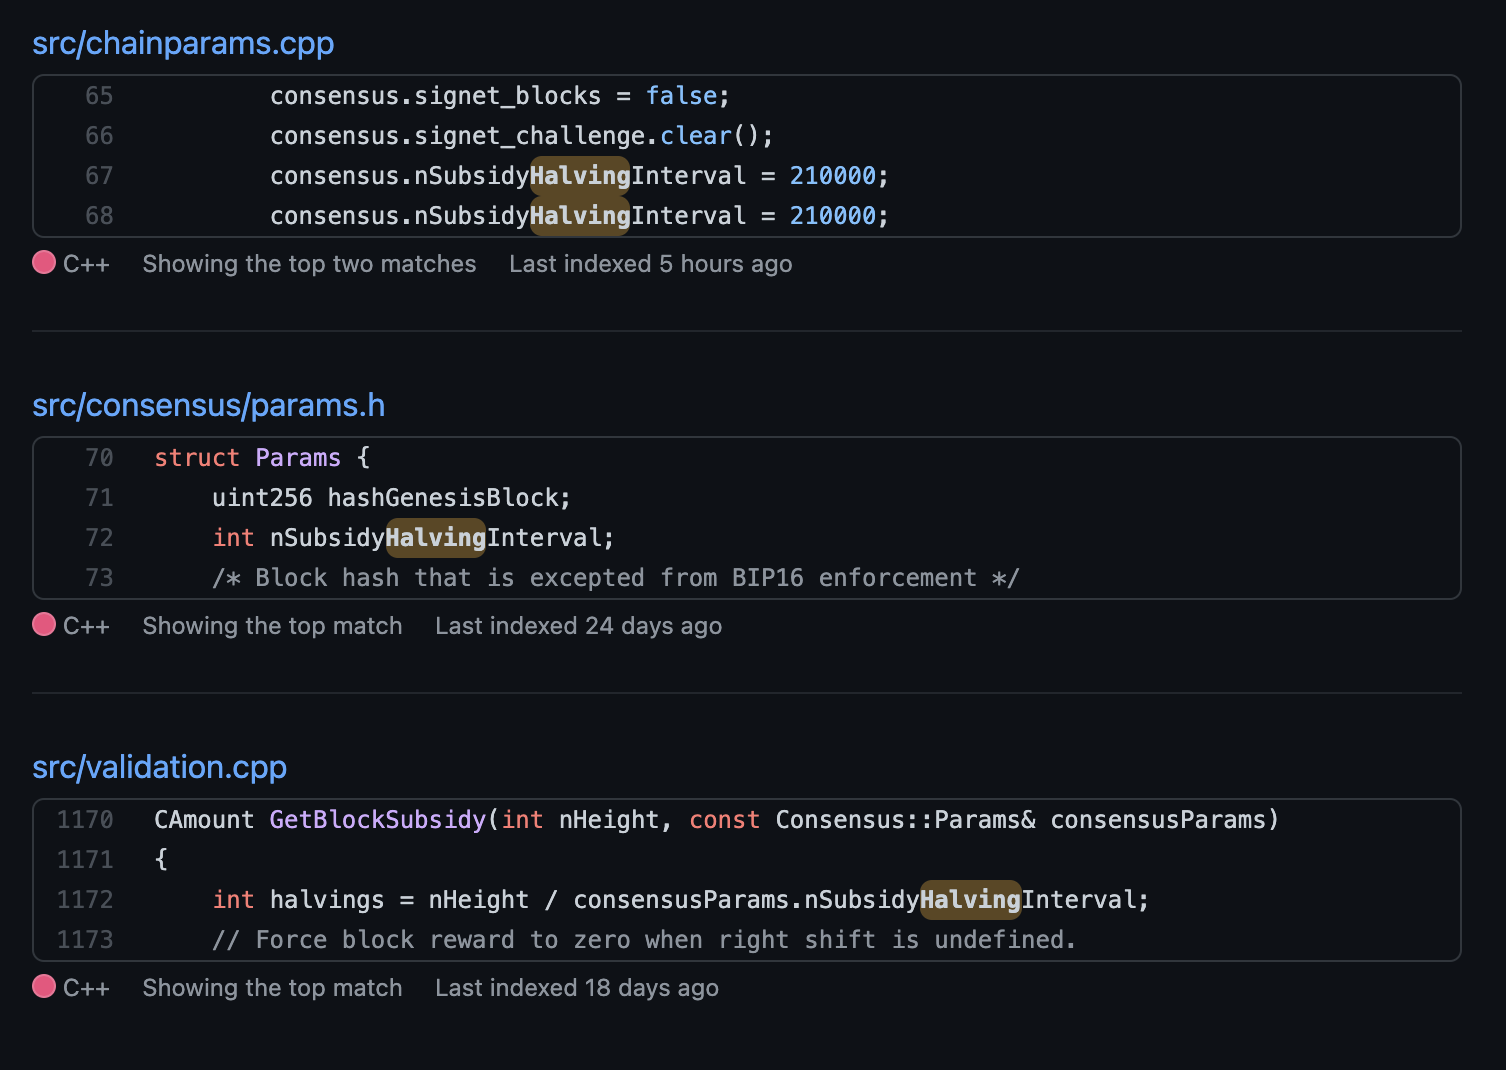 src/chainparams.cpp
65 consensus.signet_blocks = false;
66 consensus.signet_challenge.clear();
67 consensus.nSubsidyHalvingInterval = 210000;
68 consensus.nSubsidyHalvingInterval = 210000;
C++ Showing the top two matches Last indexed 5 hours ago
src/consensus/params.h
70 struct Params {
71 uint256 hashGenesisBlock;
72 int nSubsidyHalvingInterval;
73 /* Block hash that is excepted from BIP16 enforcement */
C++ Showing the top match Last indexed 24 days ago
src/validation.cpp
1170 CAmount GetBlockSubsidy(int nHeight, const Consensus::Params& consensusParams)
1171 {
1172 int halvings = nHeight / consensusParams.nSubsidyHalvingInterval;
1173 // Force block reward to zero when right shift is undefined.
C++ Showing the top match Last indexed 18 days ago